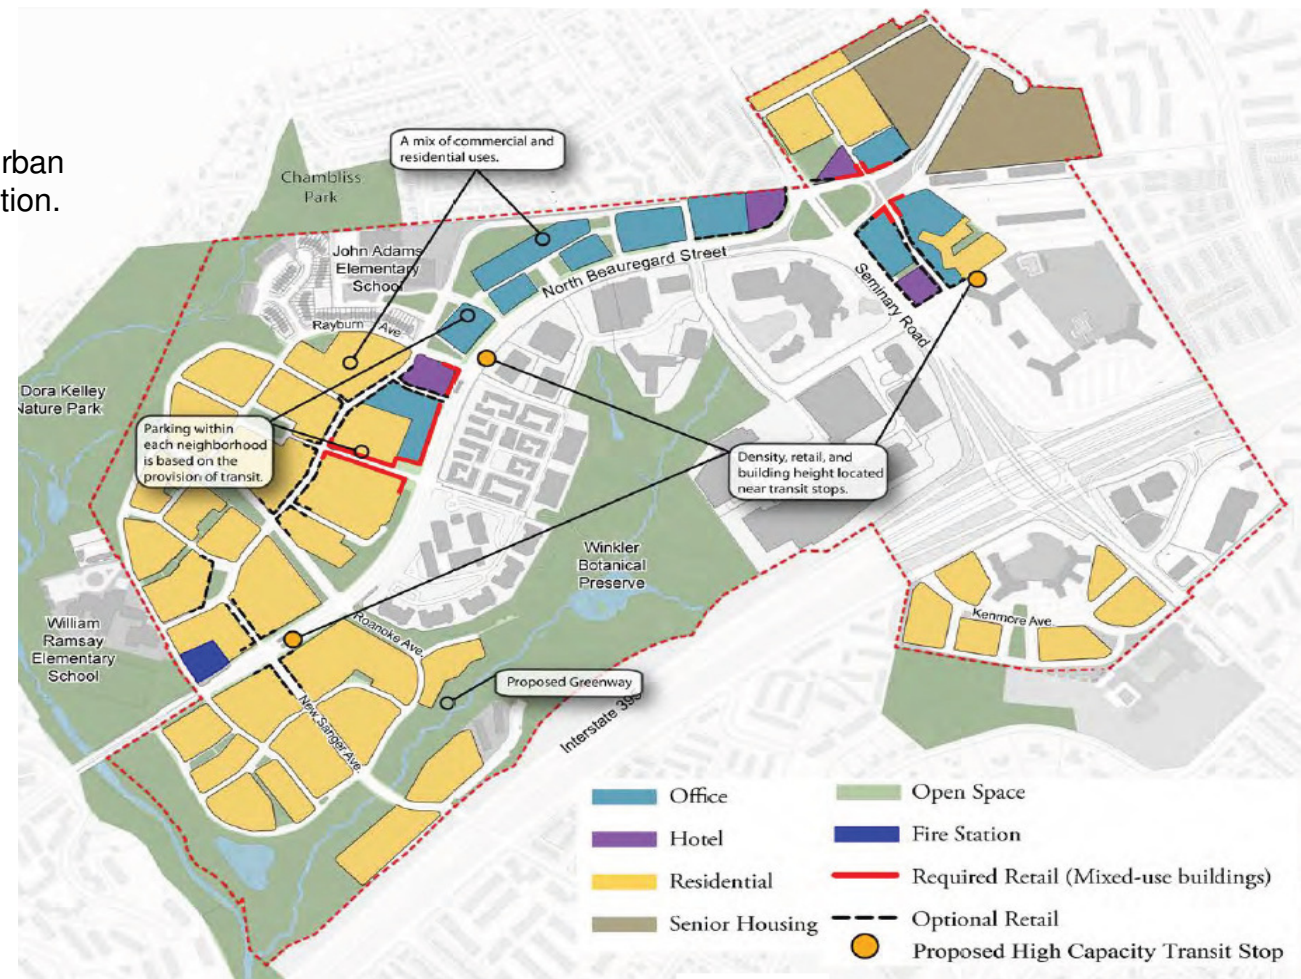 rban
tion.
A mix of commercial and
residential uses.
Chambliss
Park
John Adams
Elementary
School
North Beauregard Street
Seminary Road
Rayburn Ave.
Dora Kelley
Nature Park
Parking within
each neighborhood
is based on the
provision of transit.
Density, retail, and
building height located
near transit stops.
Winkler
Botanical
Preserve
Kenmore Ave.
William
Ramsay
Elementary
School
Roanoke Ave.
Proposed Greenway
New Sanger Ave.
Interstate 395
Office
Hotel
Residential
Senior Housing
Open Space
Fire Station
Required Retail (Mixed-use buildings)
Optional Retail
Proposed High Capacity Transit Stop